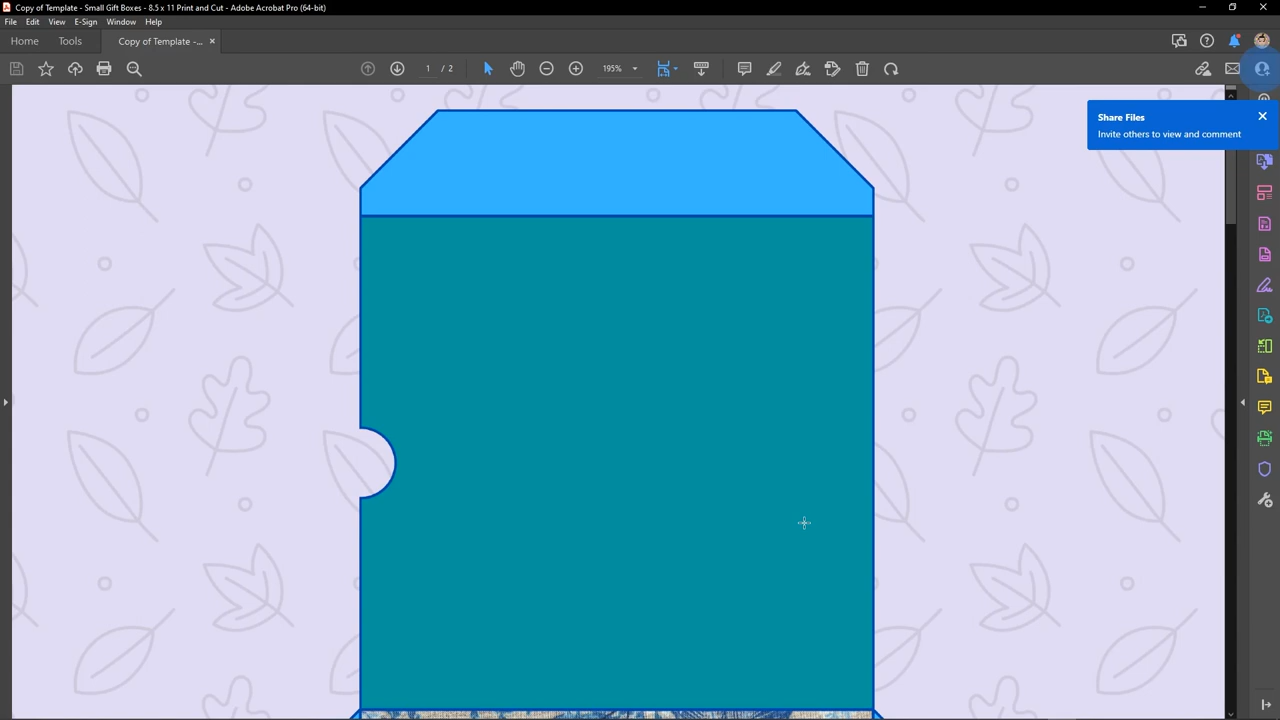 Copy of Template - Small Gift Boxes - 8.5 x 11 Print and Cut - Adobe Acrobat Pro (64-bit)
File Edit View E-Sign Window Help
Home Tools Copy of Template -... ×
1 / 2 195%
Share Files
Invite others to view and comment